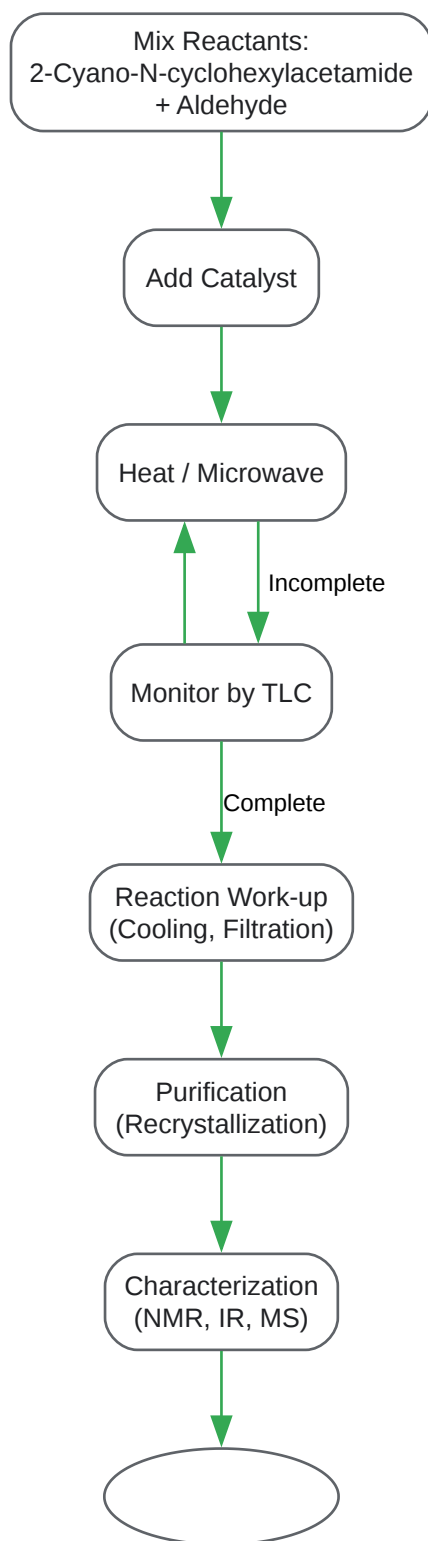 Mix Reactants:
2-Cyano-N-cyclohexylacetamide
+ Aldehyde
Add Catalyst
Heat / Microwave
Incomplete
Monitor by TLC
Complete
Reaction Work-up
(Cooling, Filtration)
Purification
(Recrystallization)
Characterization
(NMR, IR, MS)